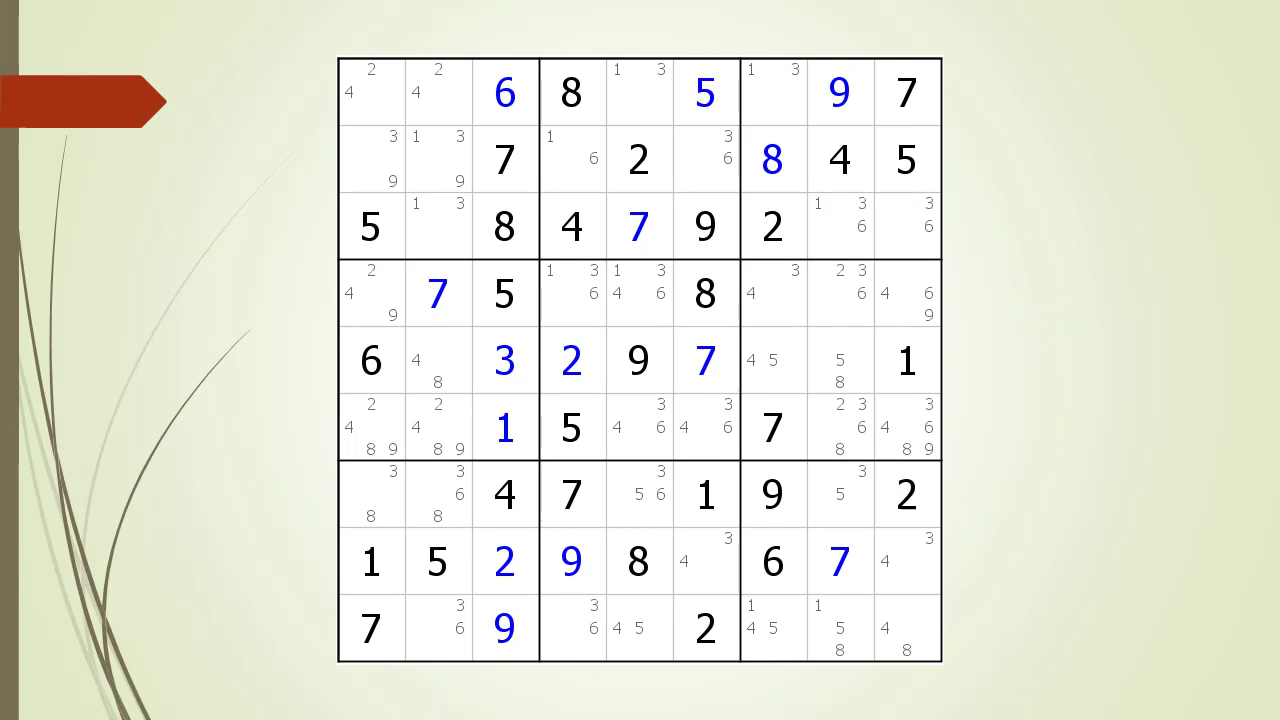 2 2 1 3 1 3
4 4 6 8 5 9 7
3 1 3 1 3
7 6 2 6 8 4 5
9 9
1 3 1 3 3
5 8 4 7 9 2 6 6
2 1 3 1 3 3 2 3
4 7 5 6 4 6 8 4 6 4 6
9 9
6 4 3 2 9 7 4 5 5 1
8 8
2 2 3 3 2 3 3
4 4 1 5 4 6 4 6 7 6 4 6
8 9 8 9 8 8 9
3 3 3 3
6 4 7 5 6 1 9 5 2
8 8
3 3
1 5 2 9 8 4 6 7 4
3 3 1 1
7 6 9 6 4 5 2 4 5 5 4
8 8